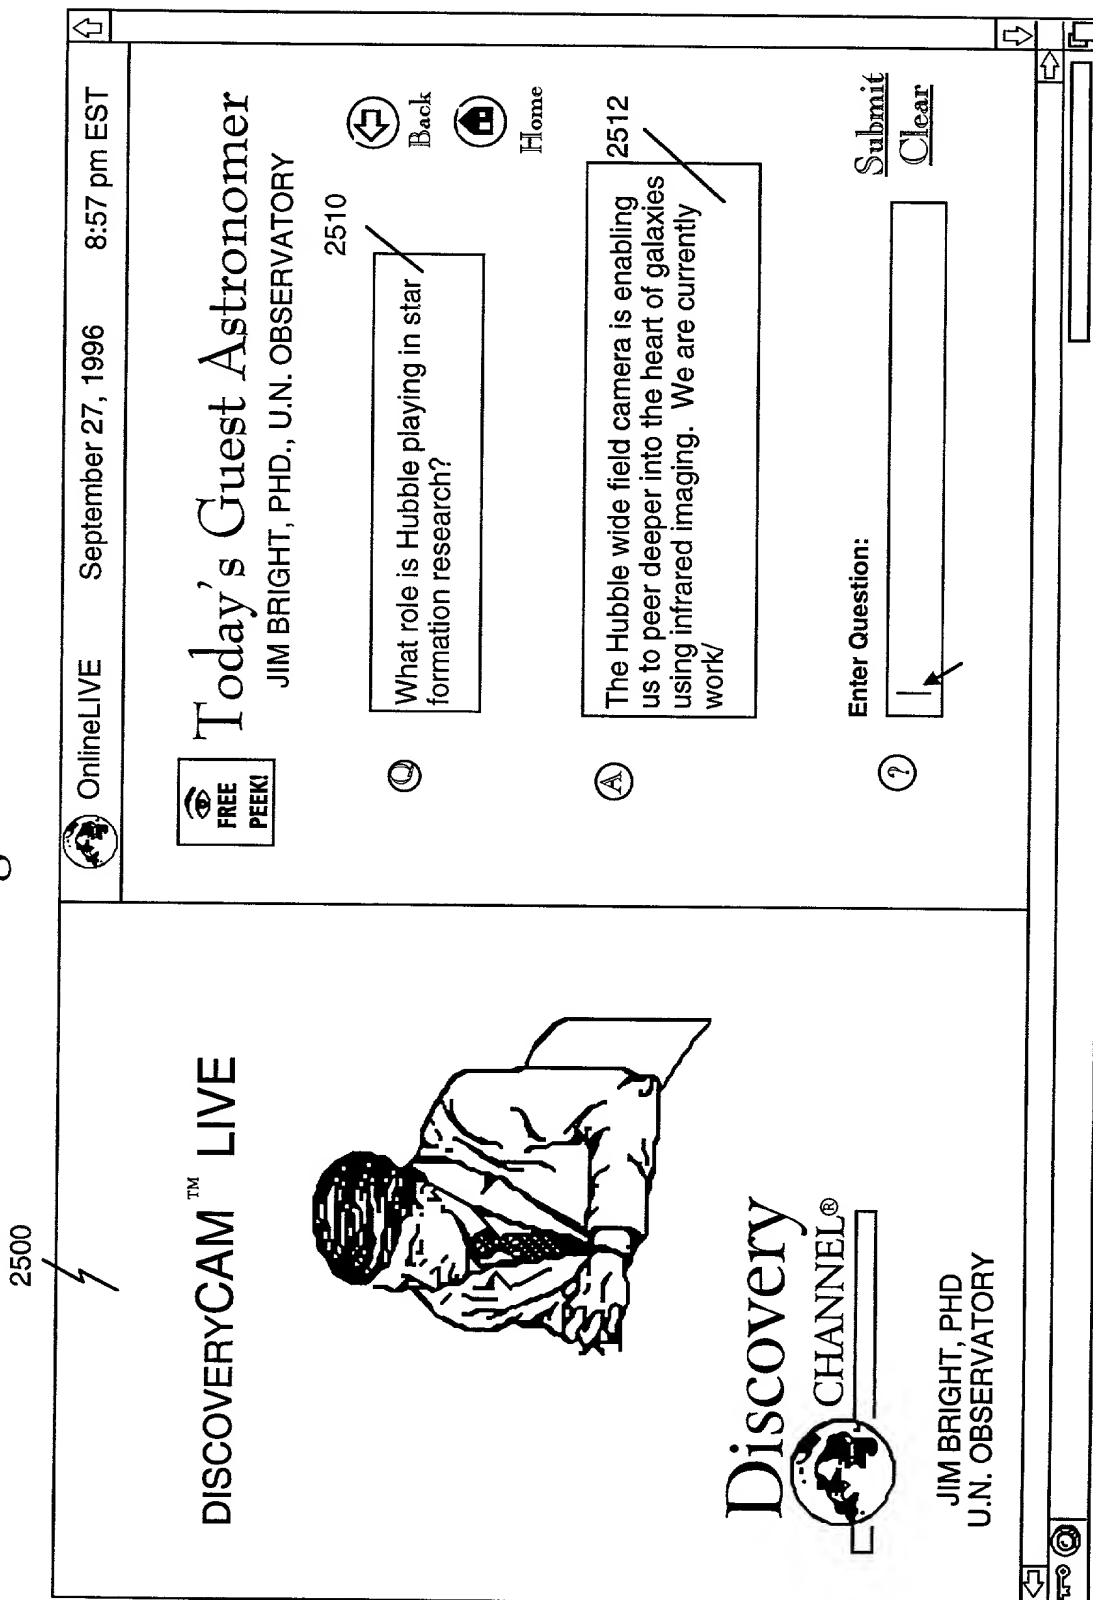 2500
DISCOVERYCAM™ LIVE
Discovery
CHANNEL®
JIM BRIGHT, PHD
U.N. OBSERVATORY
OnlineLIVE September 27, 1996 8:57 pm EST
FREE
PEEK!
Today's Guest Astronomer
JIM BRIGHT, PHD., U.N. OBSERVATORY
2510
Back
Home
Q
What role is Hubble playing in star
formation research?
2512
A
The Hubble wide field camera is enabling
us to peer deeper into the heart of galaxies
using infrared imaging. We are currently
work/
Enter Question:
?
Submit
Clear